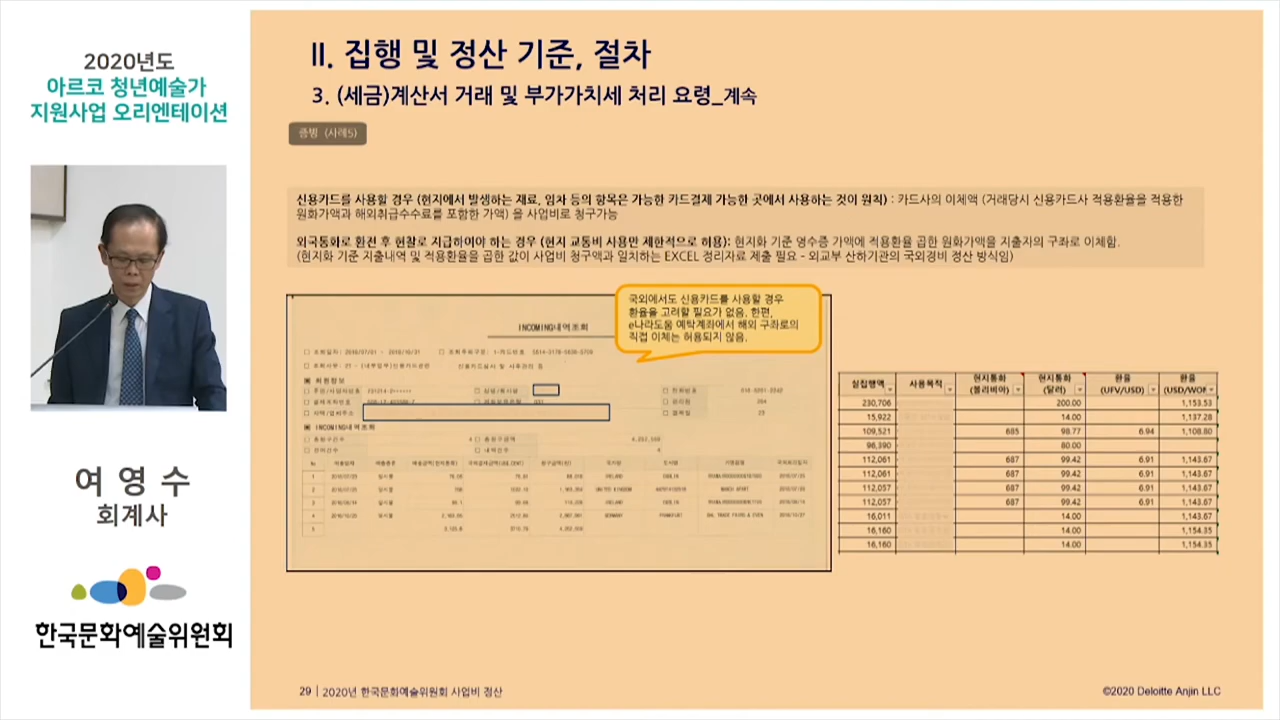 2020년도
아르코 청년예술가
지원사업 오리엔테이션
여영수
회계사
한국문화예술위원회
II. 집행 및 정산 기준, 절차
3. (세금)계산서 거래 및 부가가치세 처리 요령_계속
증빙 (사례5)
신용카드를 사용할 경우 (현지에서 발생하는 재료, 임차 등의 항목은 가능한 카드결제 가능한 곳에서 사용하는 것이 원칙) : 카드사의 이체액 (거래당시 신용카드사 적용환율을 적용한
원화가액과 해외취급수수료를 포함한 가액) 을 사업비로 청구가능
외국통화로 환전 후 현찰로 지급하여야 하는 경우 (현지 교통비 사용만 제한적으로 허용): 현지화 기준 영수증 가액에 적용환율 곱한 원화가액을 지출자의 구좌로 이체함.
(현지화 기준 지출내역 및 적용환율을 곱한 값이 사업비 청구액과 일치하는 EXCEL 정리자료 제출 필요 – 외교부 산하기관의 국외경비 정산 방식임)
국외에서도 신용카드를 사용할 경우
환율을 고려할 필요가 없음. 한편,
e나라도움 예탁계좌에서 해외 구좌로의
직접 이체는 허용되지 않음.
INCOMING내역조회
회원정보
INCOMING내역조회
실집행액 사용목적 현지통화 (볼리비아) 현지통화 (달러) 환율 (UFV/USD) 환율 (USD/WON
230,706 200.00 1,153.53
15,922 14.00 1,137.28
109,521 685 98.77 6.94 1,108.80
96,390 80.00
112,061 687 99.42 6.91 1,143.67
112,061 687 99.42 6.91 1,143.67
112,057 687 99.42 6.91 1,143.67
112,057 687 99.42 6.91 1,143.67
16,011 14.00 1,143.67
16,160 14.00 1,154.35
16,160 14.00 1,154.35
29 | 2020년 한국문화예술위원회 사업비 정산
©2020 Deloitte Anjin LLC